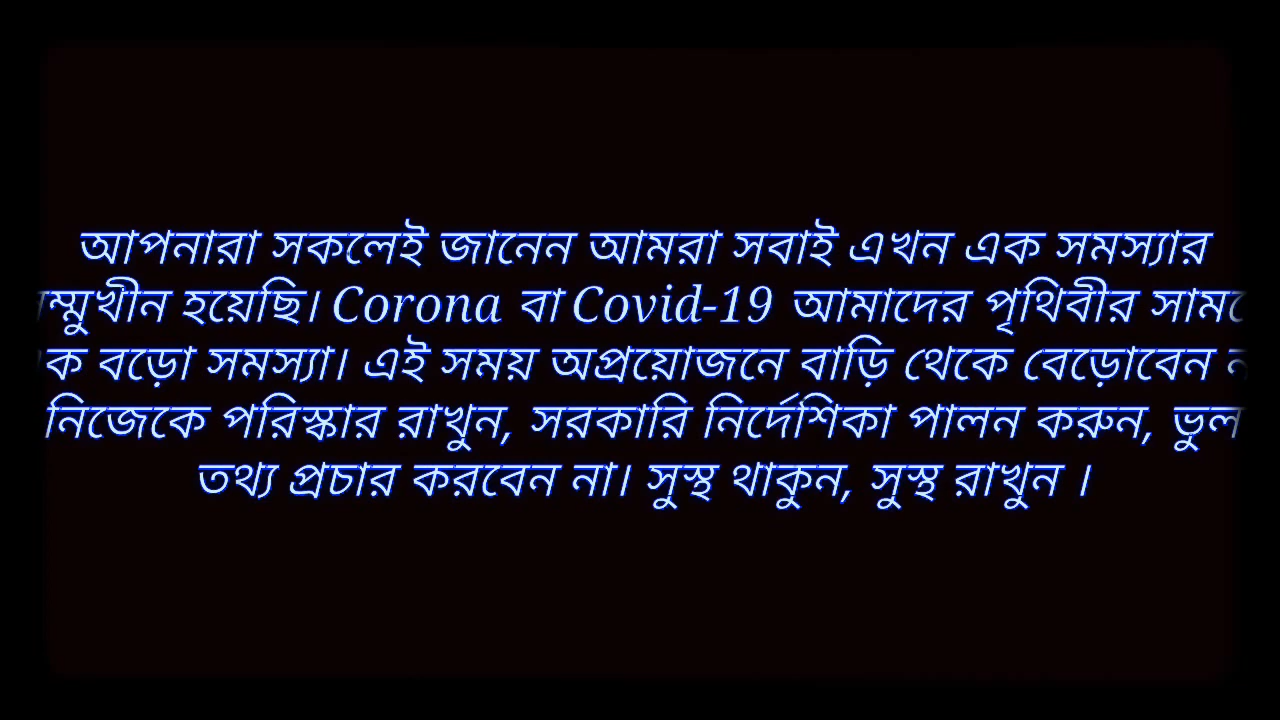 আপনারা সকলেই জানেন আমরা সবাই এখন এক সমস্যার
হয়েছি। Corona বা Covid-19 আমাদের পৃথিবীর
বড়ো সমস্যা। এই সময় অপ্রয়োজনে বাড়ি থেকে বেড়োবেন
নিজেকে পরিস্কার রাখুন, সরকারি নির্দেশিকা পালন করুন, ভুল
তথ্য প্রচার করবেন না। সুস্থ থাকুন, সুস্থ রাখুন ।